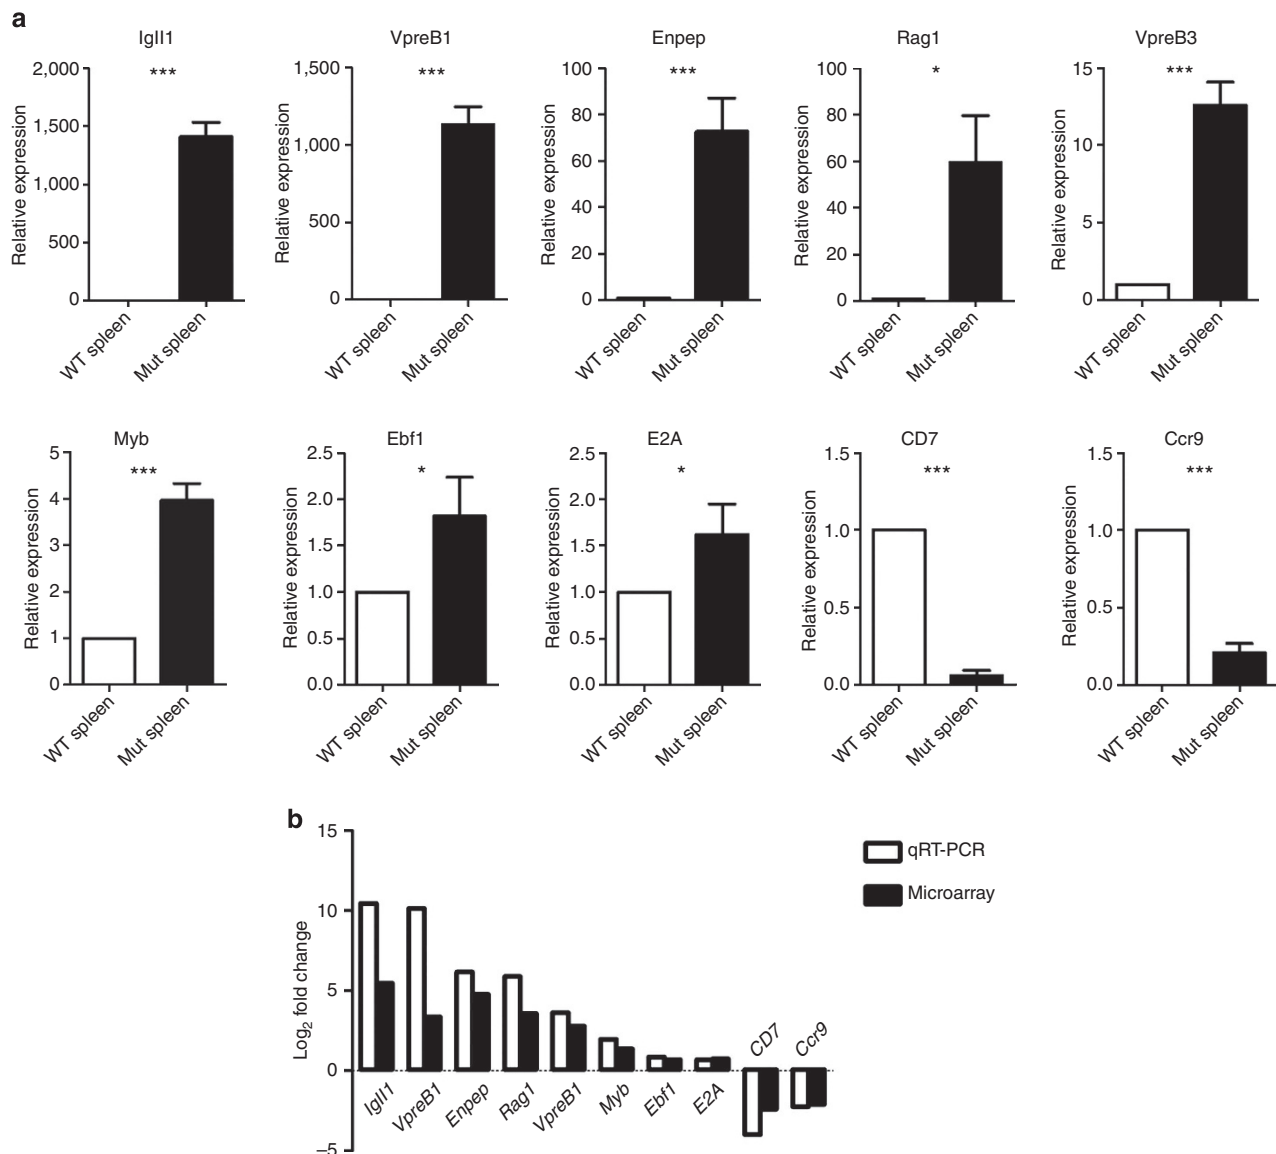 a
IgII1
VpreB1
Enpep
Rag1
VpreB3
Relative expression
2,000
1,500
1,000
500
0
***
WT spleen
Mut spleen
Relative expression
1,500
1,000
500
0
***
WT spleen
Mut spleen
Relative expression
100
80
60
40
20
0
***
WT spleen
Mut spleen
Relative expression
100
80
60
40
20
0
*
WT spleen
Mut spleen
Relative expression
15
10
5
0
***
WT spleen
Mut spleen
Myb
Ebf1
E2A
CD7
Ccr9
Relative expression
5
4
3
2
1
0
***
WT spleen
Mut spleen
Relative expression
2.5
2.0
1.5
1.0
0.5
0.0
*
WT spleen
Mut spleen
Relative expression
2.5
2.0
1.5
1.0
0.5
0.0
*
WT spleen
Mut spleen
Relative expression
1.5
1.0
0.5
0.0
***
WT spleen
Mut spleen
Relative expression
1.5
1.0
0.5
0.0
***
WT spleen
Mut spleen
b
Log2 fold change
15
10
5
0
–5
IgII1
VpreB1
Enpep
Rag1
VpreB1
Myb
Ebf1
E2A
CD7
Ccr9
qRT-PCR
Microarray